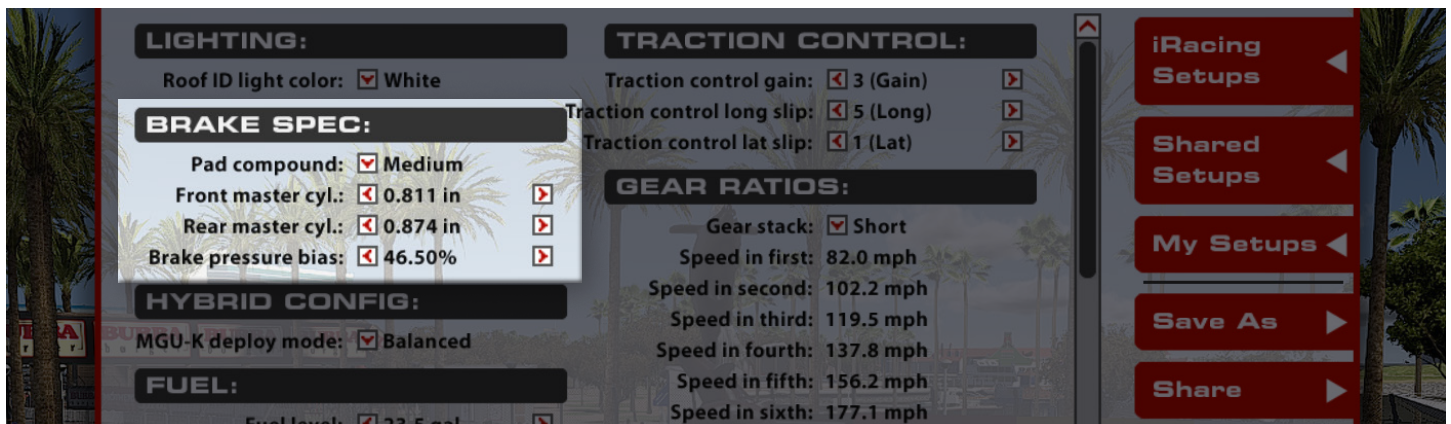 LIGHTING:
Roof ID light color: White
BRAKE SPEC:
Pad compound: Medium
Front master cyl.: 0.811 in
Rear master cyl.: 0.874 in
Brake pressure bias: 46.50%
HYBRID CONFIG:
MGU-K deploy mode: Balanced
FUEL:
Fuel level: 23.5 gal
TRACTION CONTROL:
Traction control gain: 3 (Gain)
Traction control long slip: 5 (Long)
Traction control lat slip: 1 (Lat)
GEAR RATIOS:
Gear stack: Short
Speed in first: 82.0 mph
Speed in second: 102.2 mph
Speed in third: 119.5 mph
Speed in fourth: 137.8 mph
Speed in fifth: 156.2 mph
Speed in sixth: 177.1 mph
iRacing
Setups
Shared
Setups
My Setups
Save As
Share